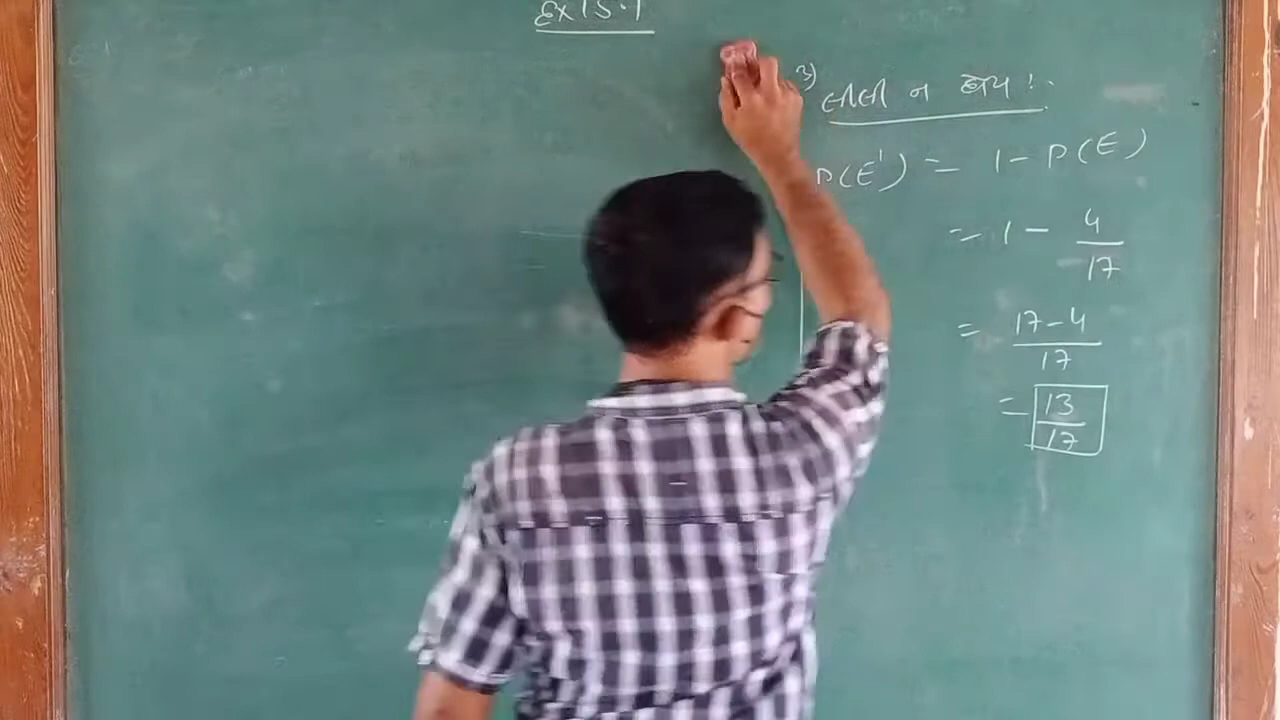 Ex 15.1
3) લીલી ન હોય :-
P(E') = 1 - P(E)
= 1 - 4/17
= 17-4/17
= 13/17